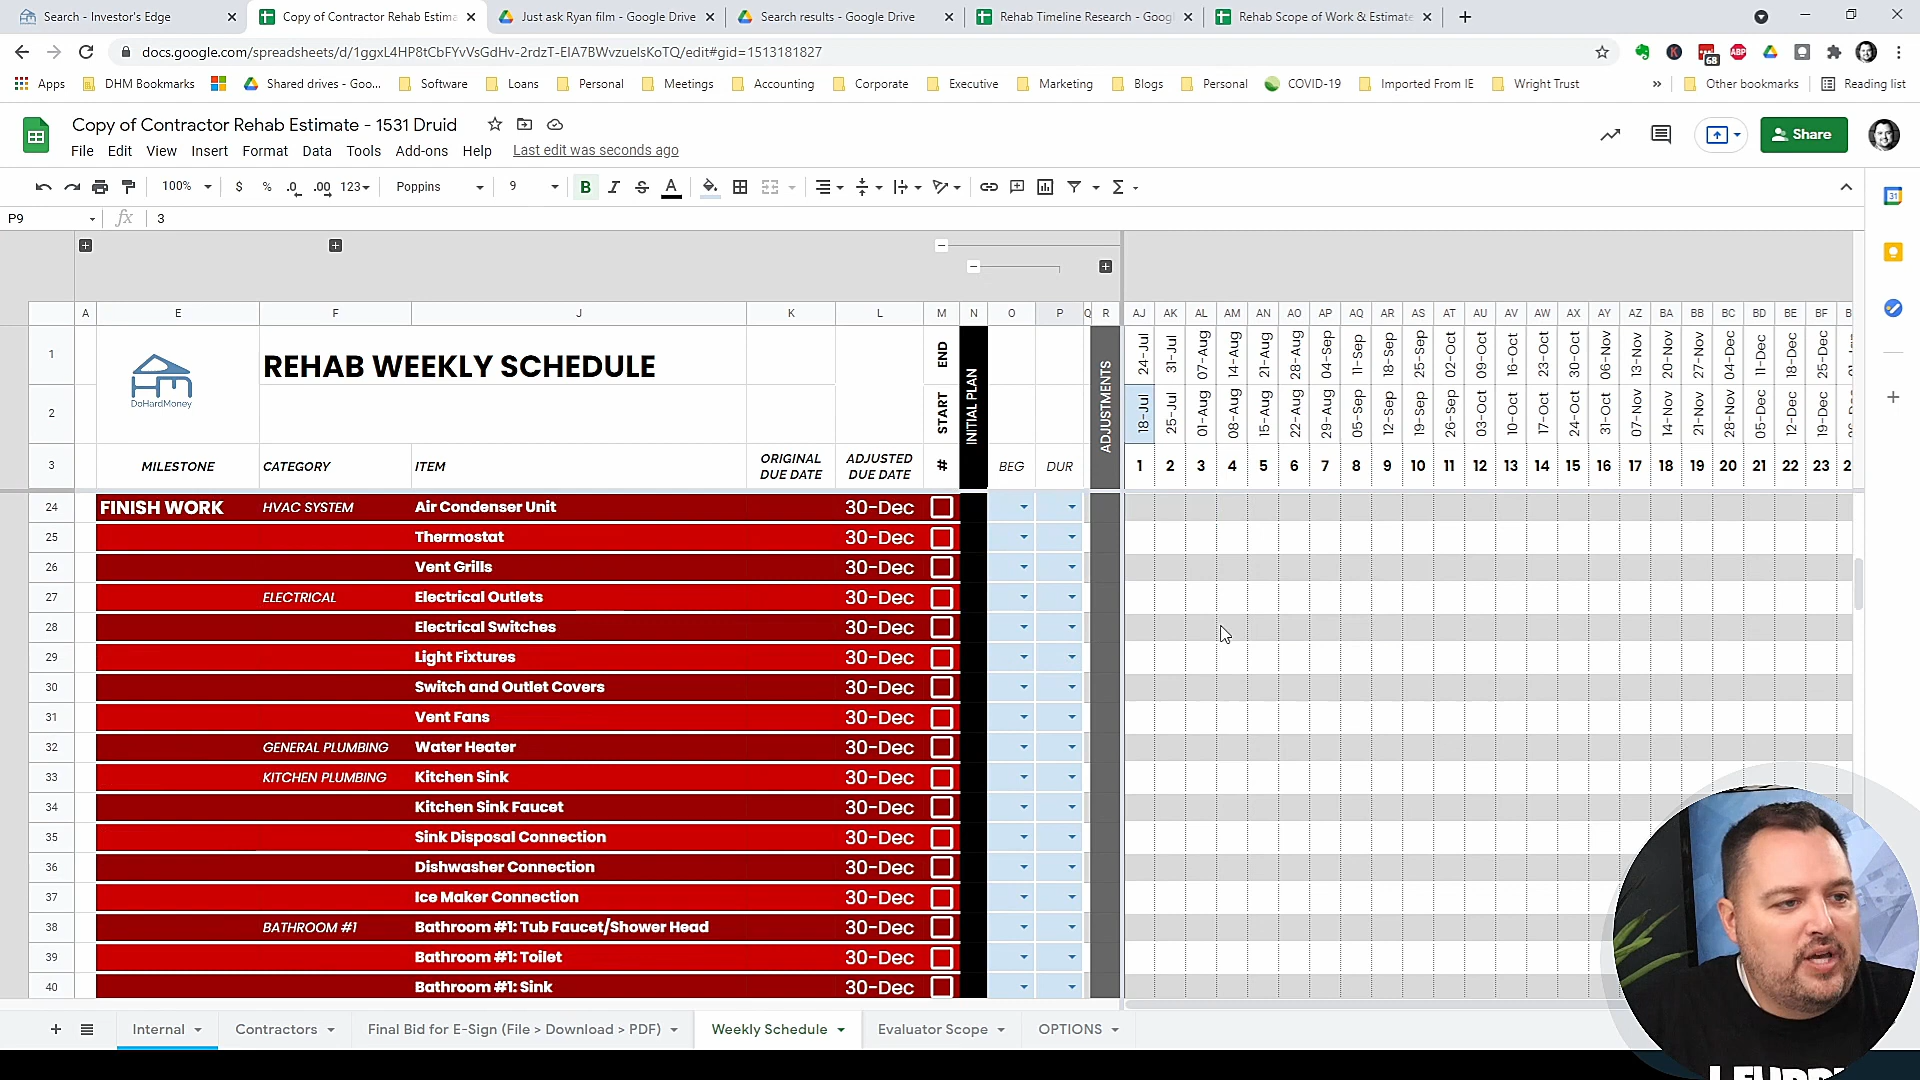 Search - Investor's Edge
Copy of Contractor Rehab Estima
Just ask Ryan film - Google Drive
Search results - Google Drive
Rehab Timeline Research - Goog
Rehab Scope of Work & Estimate
docs.google.com/spreadsheets/d/1ggxL4HP8tCbFYvVsGdHv-2rdzT-EIA7BWvzuelsKoTQ/edit#gid=1513181827
68
ABP
Apps
DHM Bookmarks
Shared drives - Goo...
Software
Loans
Personal
Meetings
Accounting
Corporate
Executive
Marketing
Blogs
Personal
COVID-19
Imported From IE
Wright Trust
»
Other bookmarks
Reading list
Copy of Contractor Rehab Estimate - 1531 Druid
File Edit View Insert Format Data Tools Add-ons Help Last edit was seconds ago
Share
100% $ % .0 .00 123 Poppins 9 B I S A
P9 fx 3
A E F J K L M N O P Q R AJ AK AL AM AN AO AP AQ AR AS AT AU AV AW AX AY AZ BA BB BC BD BE BF
1 REHAB WEEKLY SCHEDULE END 24-Jul 31-Jul 07-Aug 14-Aug 21-Aug 28-Aug 04-Sep 11-Sep 18-Sep 25-Sep 02-Oct 09-Oct 16-Oct 23-Oct 30-Oct 06-Nov 13-Nov 20-Nov 27-Nov 04-Dec 11-Dec 18-Dec 25-Dec
DoHardMoney
INITIAL PLAN
ADJUSTMENTS
2 START 18-Jul 25-Jul 01-Aug 08-Aug 15-Aug 22-Aug 29-Aug 05-Sep 12-Sep 19-Sep 26-Sep 03-Oct 10-Oct 17-Oct 24-Oct 31-Oct 07-Nov 14-Nov 21-Nov 28-Nov 05-Dec 12-Dec 19-Dec
3 MILESTONE CATEGORY ITEM ORIGINAL DUE DATE ADJUSTED DUE DATE # BEG DUR 1 2 3 4 5 6 7 8 9 10 11 12 13 14 15 16 17 18 19 20 21 22 23 2
24 FINISH WORK HVAC SYSTEM Air Condenser Unit 30-Dec
25 Thermostat 30-Dec
26 Vent Grills 30-Dec
27 ELECTRICAL Electrical Outlets 30-Dec
28 Electrical Switches 30-Dec
29 Light Fixtures 30-Dec
30 Switch and Outlet Covers 30-Dec
31 Vent Fans 30-Dec
32 GENERAL PLUMBING Water Heater 30-Dec
33 KITCHEN PLUMBING Kitchen Sink 30-Dec
34 Kitchen Sink Faucet 30-Dec
35 Sink Disposal Connection 30-Dec
36 Dishwasher Connection 30-Dec
37 Ice Maker Connection 30-Dec
38 BATHROOM #1 Bathroom #1: Tub Faucet/Shower Head 30-Dec
39 Bathroom #1: Toilet 30-Dec
40 Bathroom #1: Sink 30-Dec
Internal
Contractors
Final Bid for E-Sign (File > Download > PDF)
Weekly Schedule
Evaluator Scope
OPTIONS